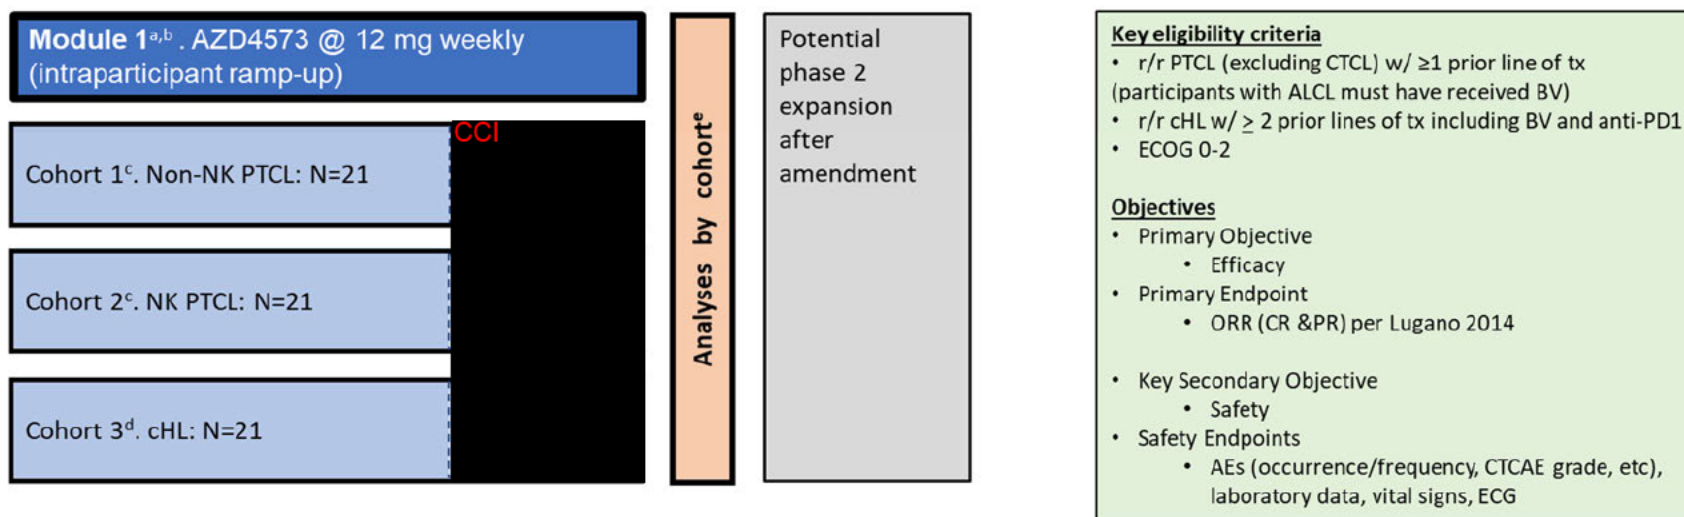 Module 1a,b . AZD4573 @ 12 mg weekly
(intraparticipant ramp-up)
CCI
Cohort 1c. Non-NK PTCL: N=21
Cohort 2c. NK PTCL: N=21
Cohort 3d. cHL: N=21
Analyses by cohorte
Potential
phase 2
expansion
after
amendment
Key eligibility criteria
• r/r PTCL (excluding CTCL) w/ ≥1 prior line of tx
(participants with ALCL must have received BV)
• r/r cHL w/ ≥ 2 prior lines of tx including BV and anti-PD1
• ECOG 0-2
Objectives
• Primary Objective
• Efficacy
• Primary Endpoint
• ORR (CR &PR) per Lugano 2014
• Key Secondary Objective
• Safety
• Safety Endpoints
• AEs (occurrence/frequency, CTCAE grade, etc),
laboratory data, vital signs, ECG